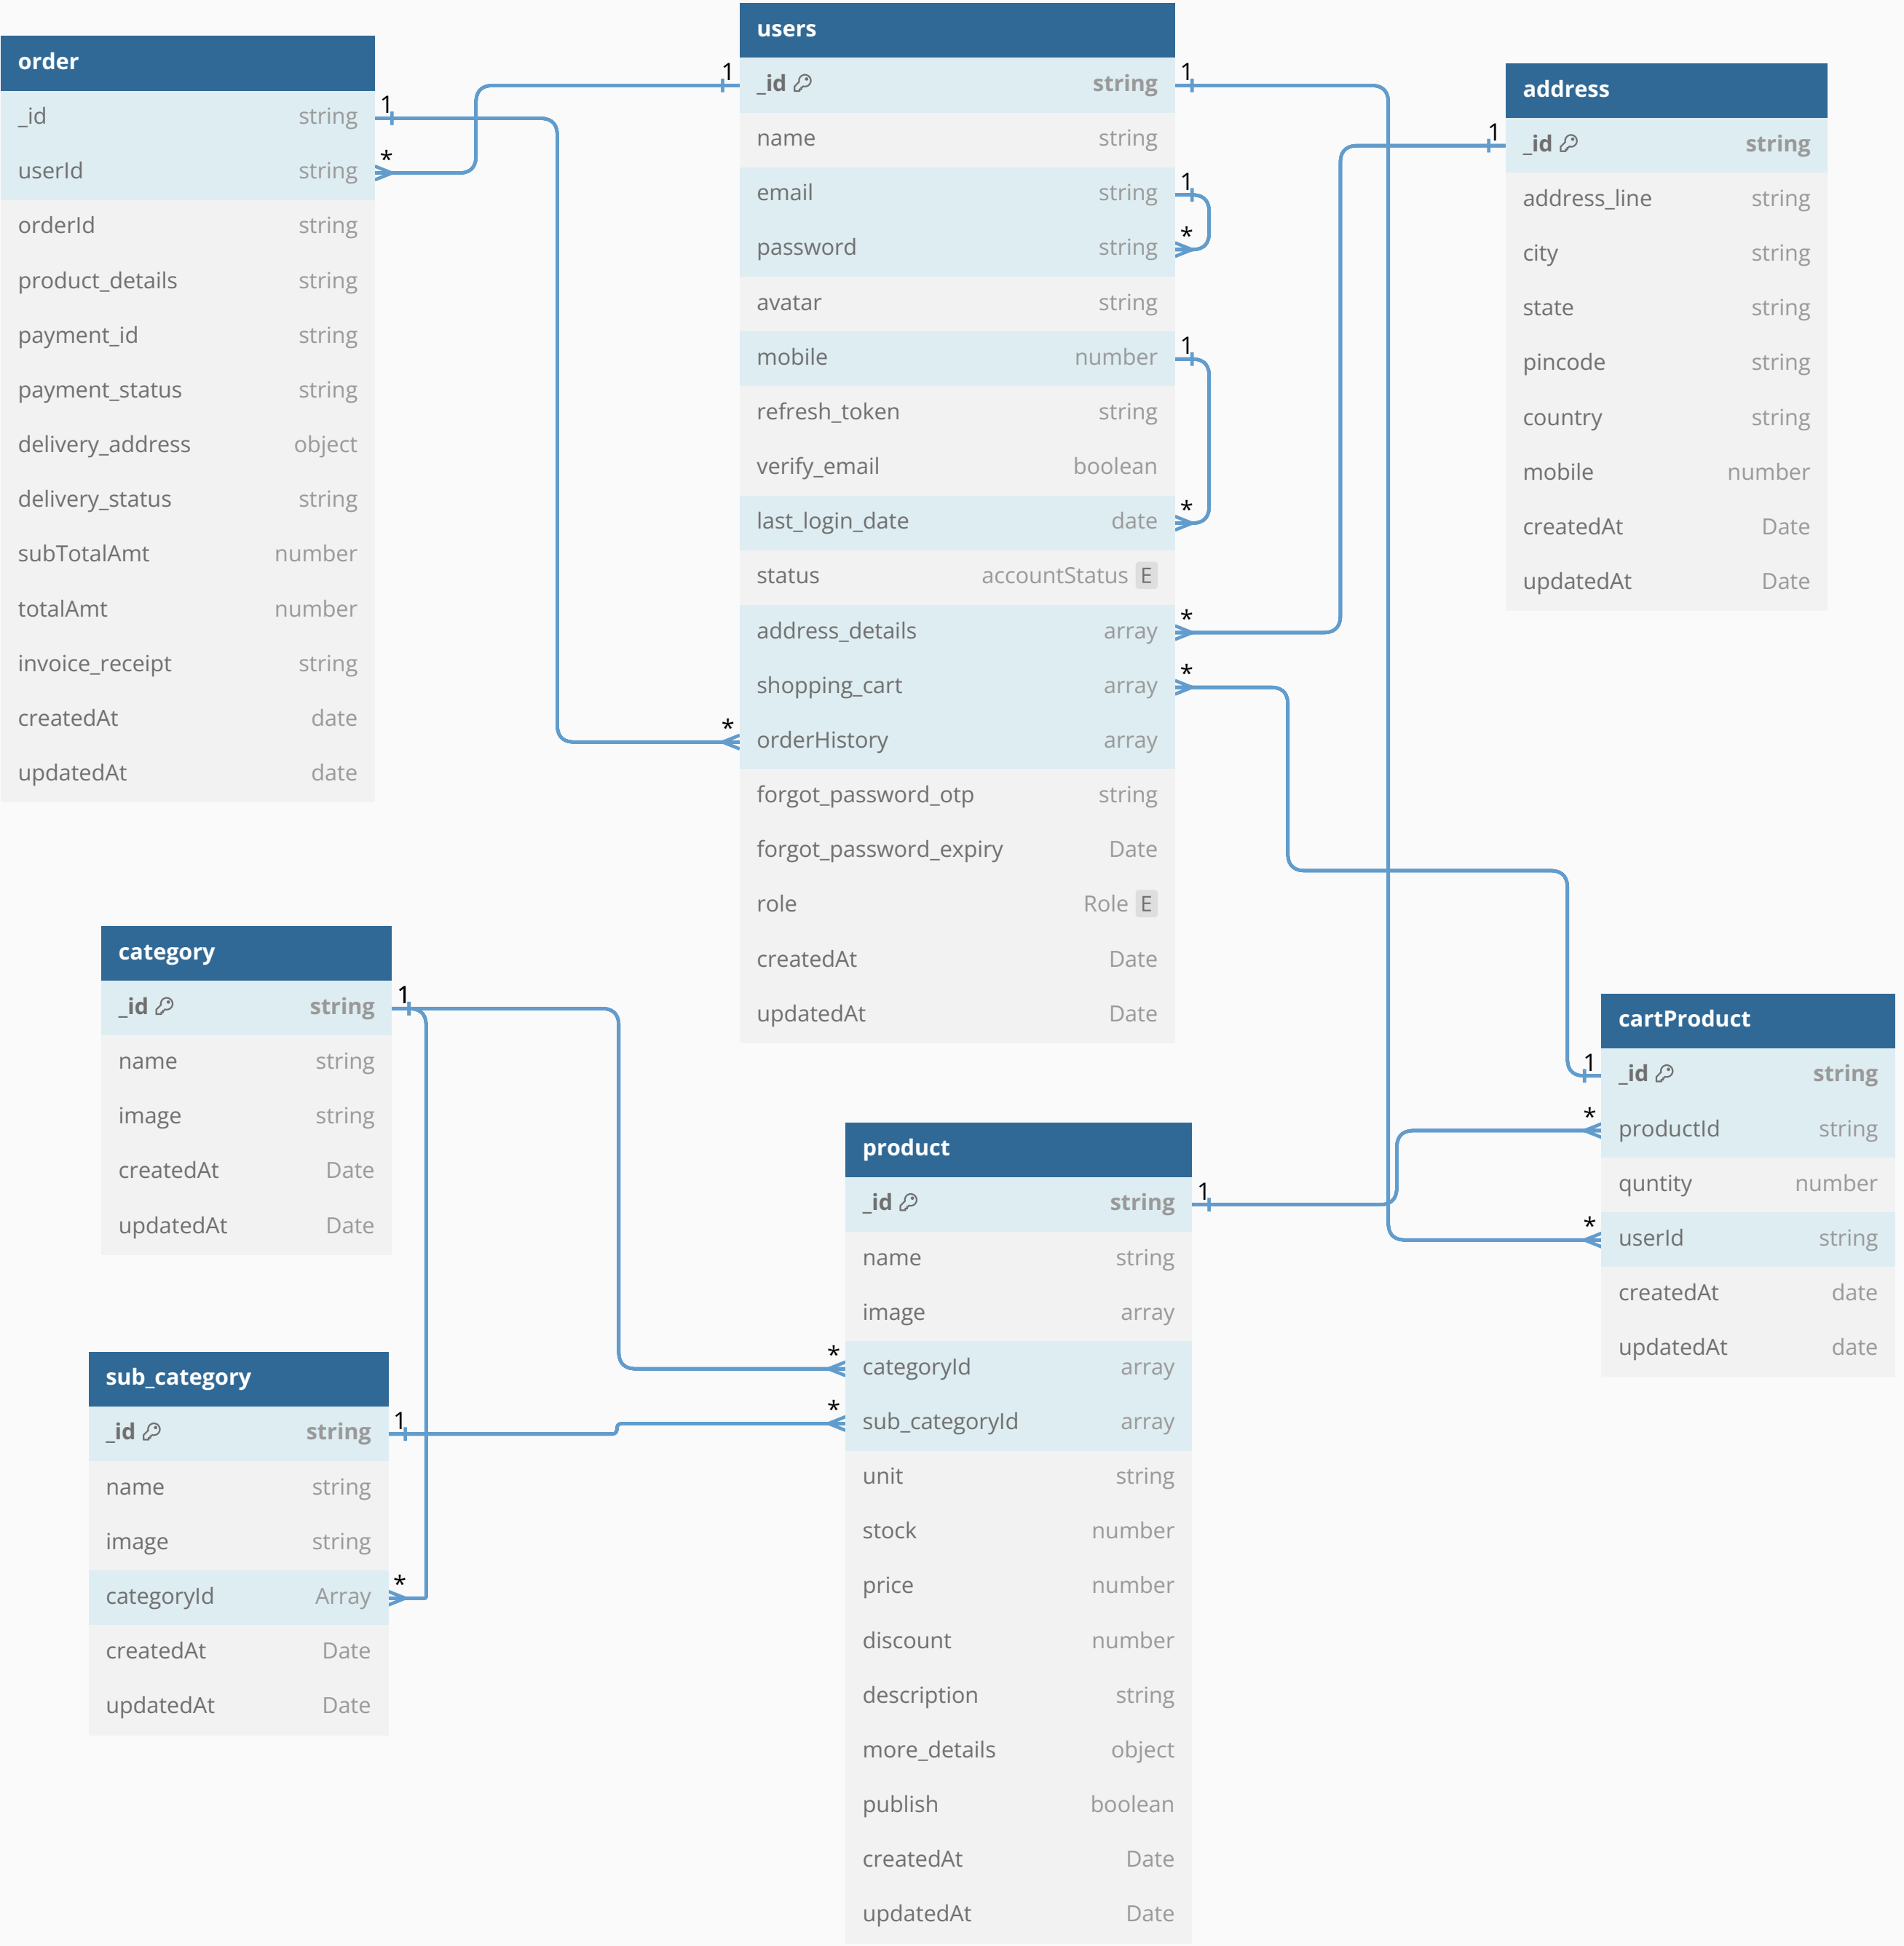 order
_id string 1
userId string *
orderId string
product_details string
payment_id string
payment_status string
delivery_address object
delivery_status string
subTotalAmt number
totalAmt number
invoice_receipt string
createdAt date
updatedAt date
users
1 _id string 1
name string
email string 1
password string *
avatar string
mobile number 1
refresh_token string
verify_email boolean
last_login_date date *
status accountStatus E
address_details array *
shopping_cart array *
* orderHistory array
forgot_password_otp string
forgot_password_expiry Date
role Role E
createdAt Date
updatedAt Date
address
1 _id string
address_line string
city string
state string
pincode string
country string
mobile number
createdAt Date
updatedAt Date
category
_id string 1
name string
image string
createdAt Date
updatedAt Date
sub_category
_id string 1
name string
image string
categoryId Array *
createdAt Date
updatedAt Date
product
_id string 1
name string
image array
* categoryId array
* sub_categoryId array
unit string
stock number
price number
discount number
description string
more_details object
publish boolean
createdAt Date
updatedAt Date
cartProduct
1 _id string
* productId string
quntity number
* userId string
createdAt date
updatedAt date